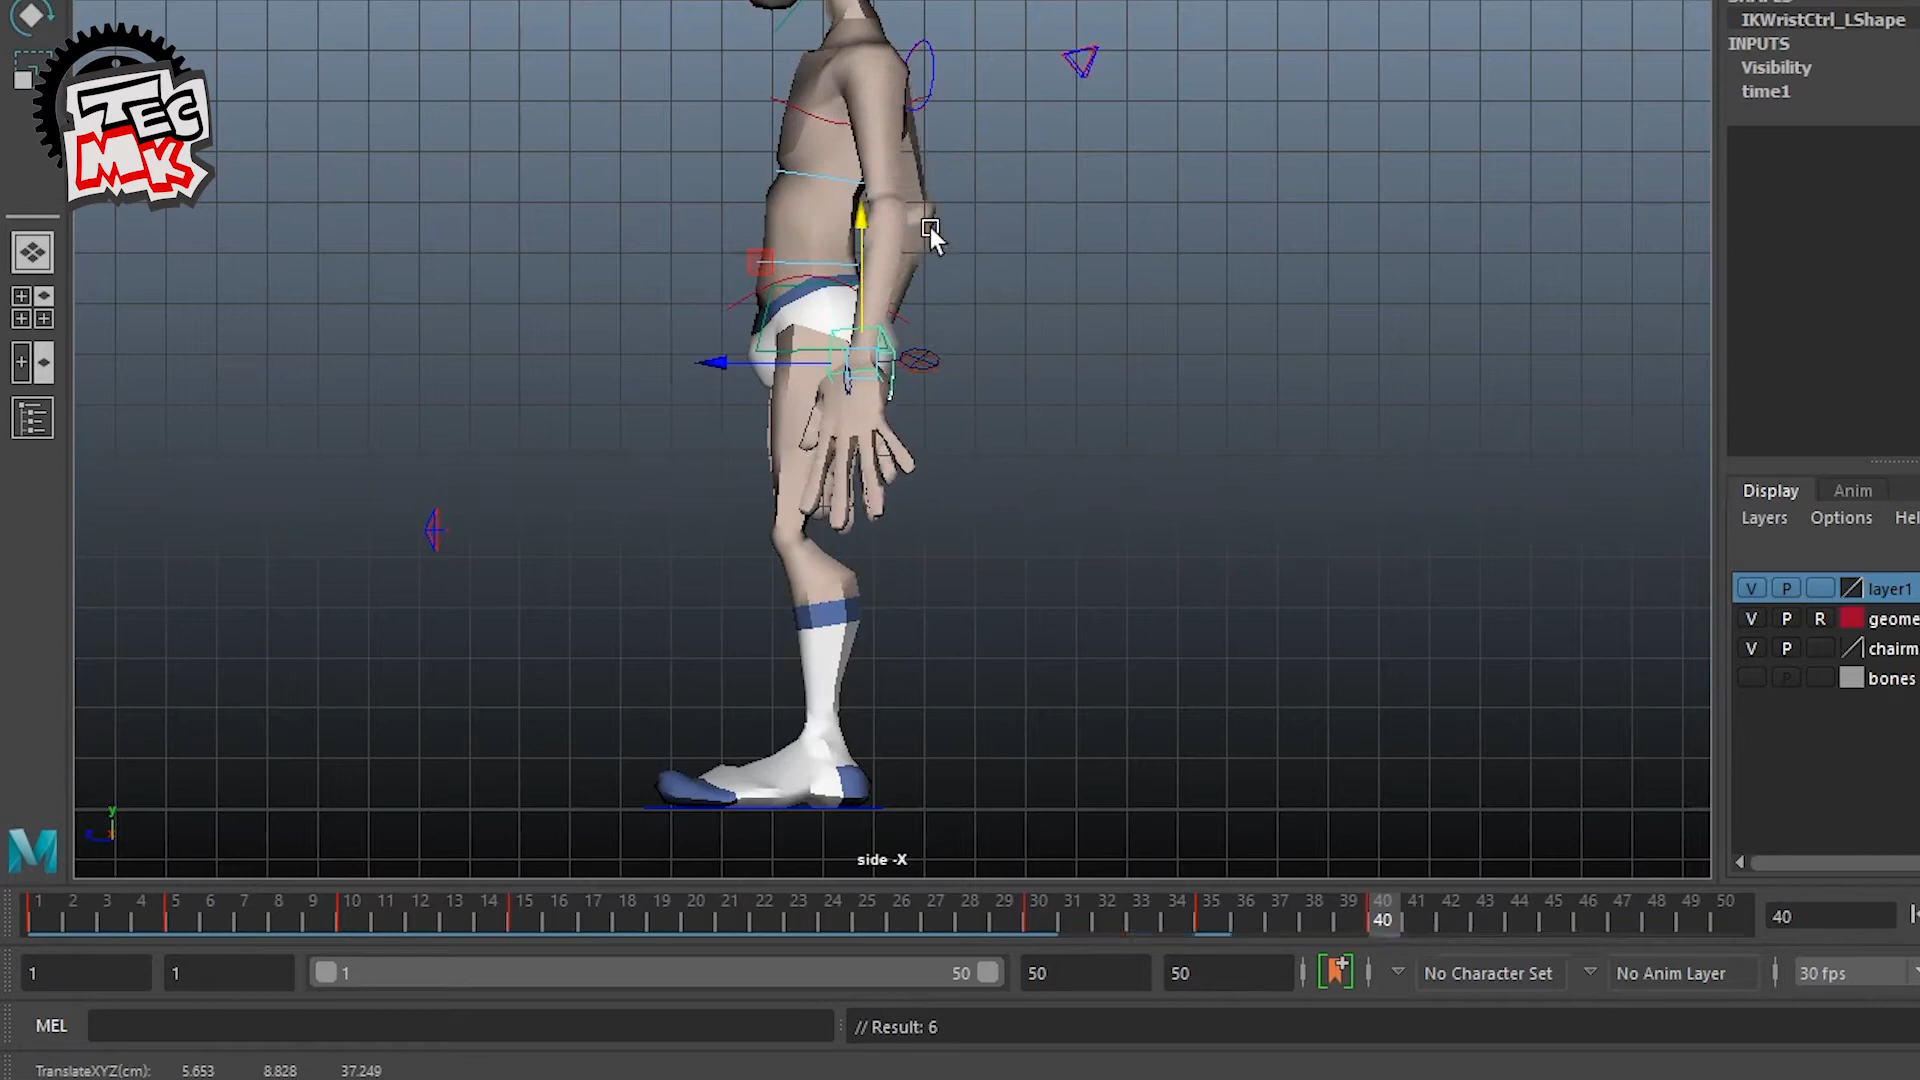 TEC
MKS
IKWristCtrl_LShape
INPUTS
Visibility
time1
Display Anim
Layers Options Hel
V P layer1
V P R geome
V P chairm
P bones
y
side -X
1 2 3 4 5 6 7 8 9 10 11 12 13 14 15 16 17 18 19 20 21 22 23 24 25 26 27 28 29 30 31 32 33 34 35 36 37 38 39 40 41 42 43 44 45 46 47 48 49 50
40
40
1 1 1 50 50 50 No Character Set No Anim Layer 30 fps
MEL // Result: 6
TranslateXYZ(cm): 5.653 8.828 37.249